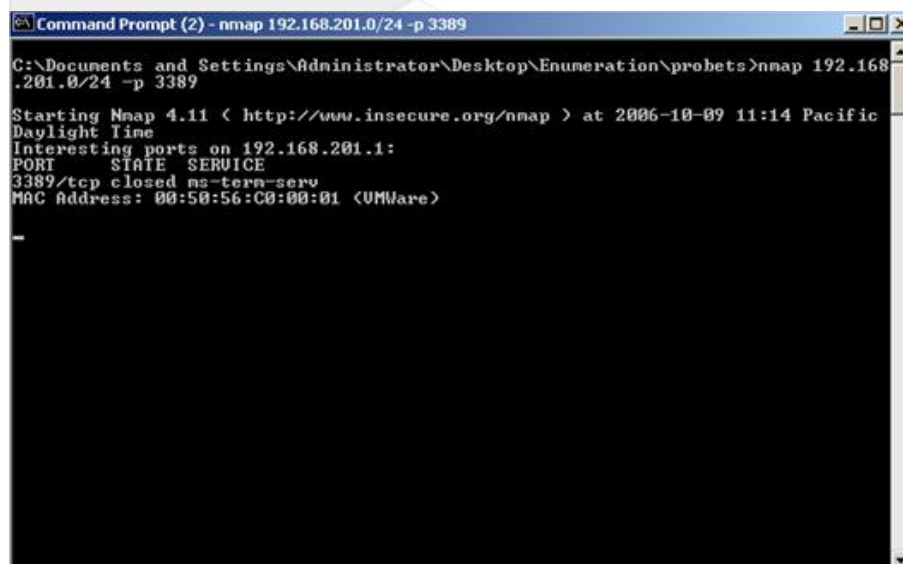 Command Prompt (2) - nmap 192.168.201.0/24 -p 3389
C:\Documents and Settings\Administrator\Desktop\Enumeration\probets>nmap 192.168
.201.0/24 -p 3389
Starting Nmap 4.11 ( http://www.insecure.org/nmap ) at 2006-10-09 11:14 Pacific
Daylight Time
Interesting ports on 192.168.201.1:
PORT     STATE  SERVICE
3389/tcp closed ms-term-serv
MAC Address: 00:50:56:C0:00:01 (VMWare)